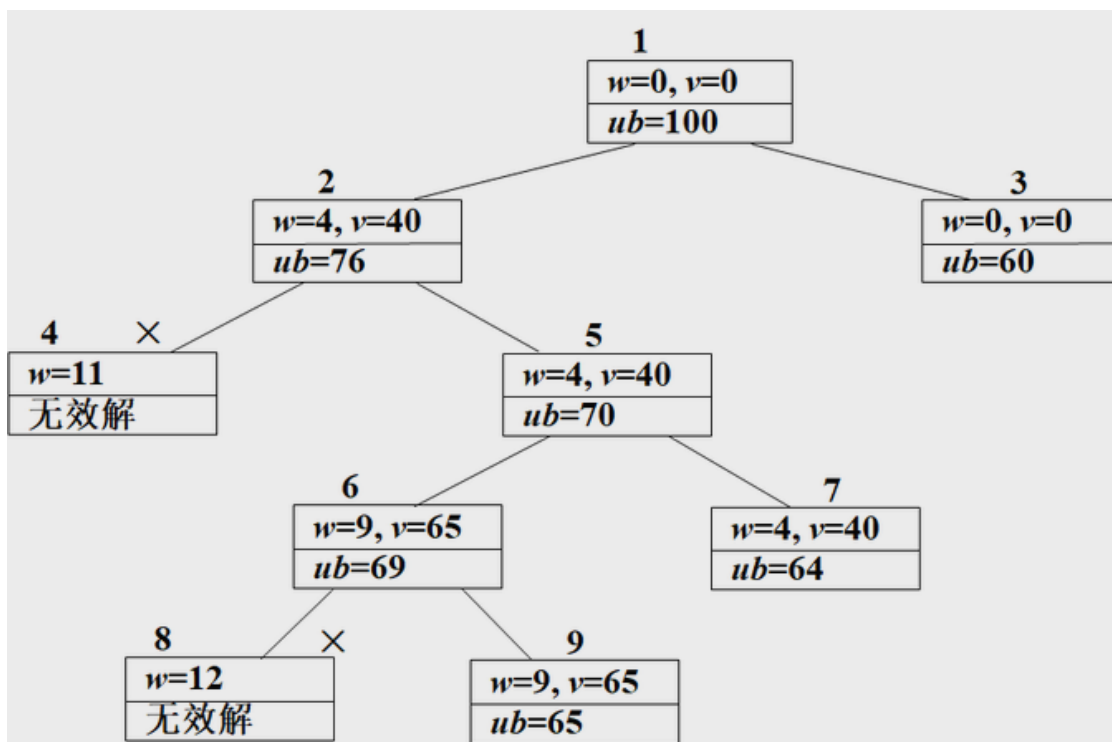 1
w=0, v=0
ub=100
2
3
w=4, v=40
w=0, v=0
ub=76
ub=60
4
×
5
w=11
w=4, v=40
无效解
ub=70
6
7
w=9, v=65
w=4, v=40
ub=69
ub=64
8
×
9
w=12
w=9, v=65
无效解
ub=65